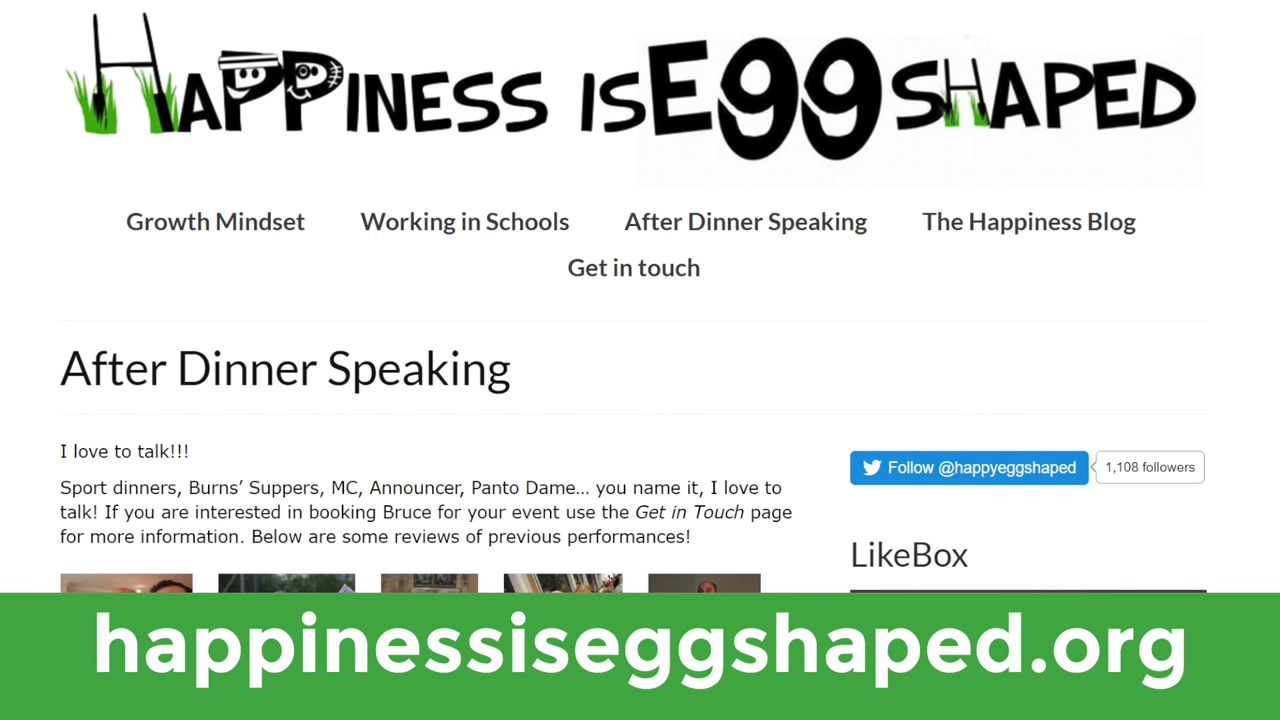 HAPPINESS IS Egg SHAPED
Growth Mindset Working in Schools After Dinner Speaking The Happiness Blog
Get in touch
After Dinner Speaking
I love to talk!!!
Sport dinners, Burns’ Suppers, MC, Announcer, Panto Dame... you name it, I love to
talk! If you are interested in booking Bruce for your event use the Get in Touch page
for more information. Below are some reviews of previous performances!
Follow @happyeggshaped 1,108 followers
LikeBox
happinessiseggshaped.org